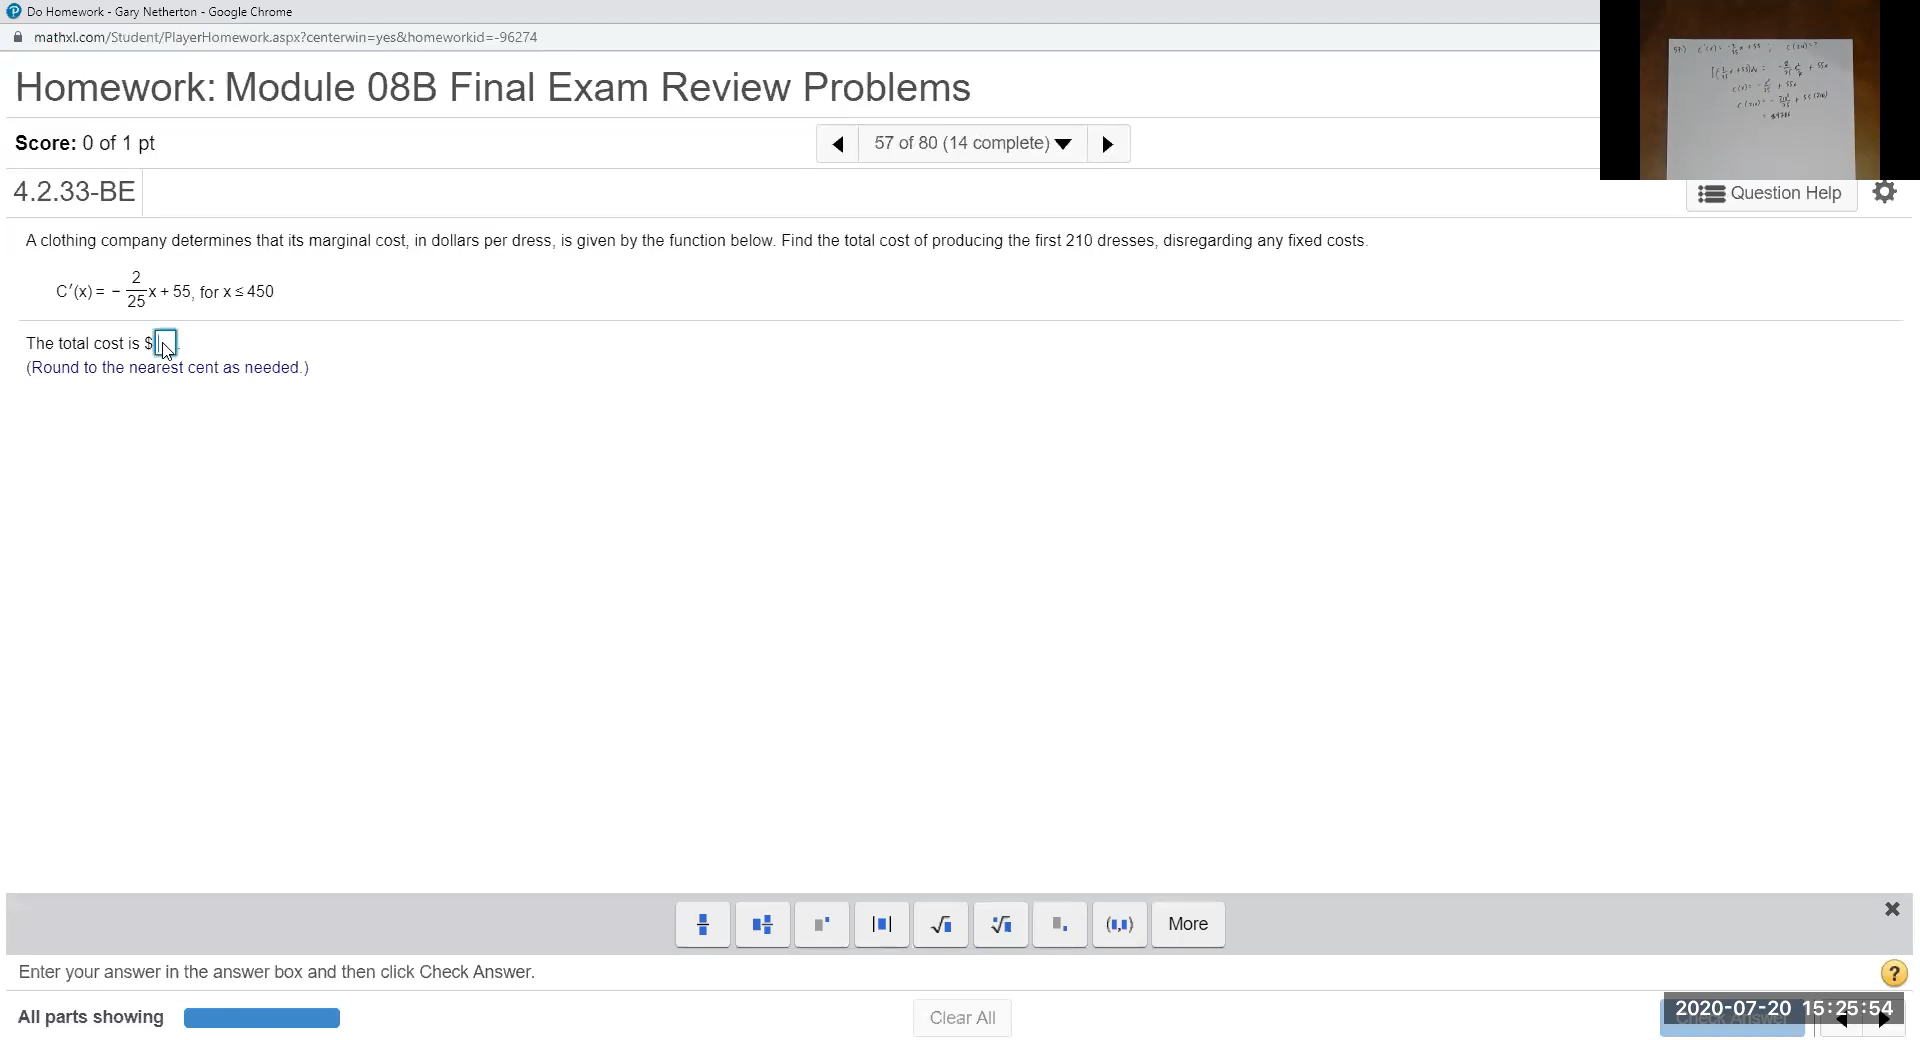 Do Homework - Gary Netherton - Google Chrome
mathxl.com/Student/PlayerHomework.aspx?centerwin=yes&homeworkid=-96274
Homework: Module 08B Final Exam Review Problems
Score: 0 of 1 pt
57 of 80 (14 complete)
4.2.33-BE
Question Help
A clothing company determines that its marginal cost, in dollars per dress, is given by the function below. Find the total cost of producing the first 210 dresses, disregarding any fixed costs.
C′(x) = − 2/25 x + 55, for x ≤ 450
The total cost is $
(Round to the nearest cent as needed.)
More
Enter your answer in the answer box and then click Check Answer.
?
All parts showing
Clear All
2020-07-20 15:25:54